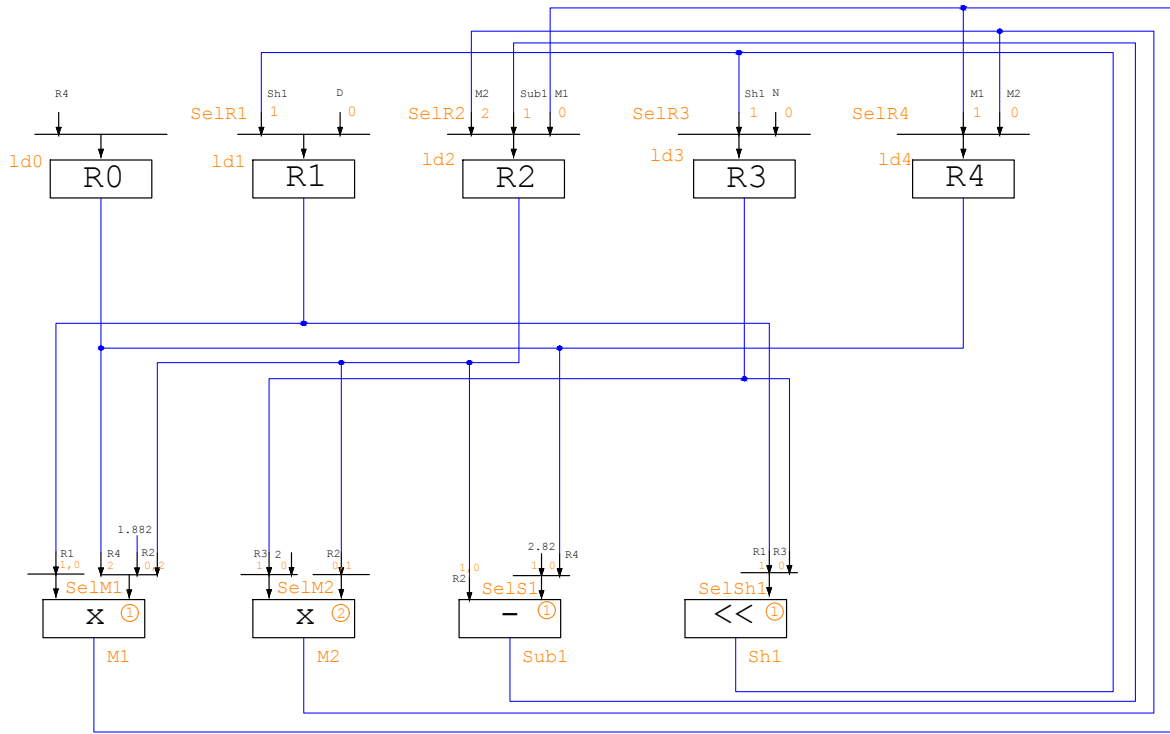 R4
Sh1 D
M2 Sub1 M1
Sh1 N
M1 M2
SelR1 1 0
SelR2 2 1 0
SelR3 1 0
SelR4 1 0
ld0 R0
ld1 R1
ld2 R2
ld3 R3
ld4 R4
1.882
R1 R4 R2
1,0 2 0,2
SelM1
R3 2 R2
1 0 0,1
SelM2
2.82
R4
1,0 1 0
R2
SelS1
R1 R3
1 0
SelSh1
x 1
x 2
- 1
<< 1
M1
M2
Sub1
Sh1